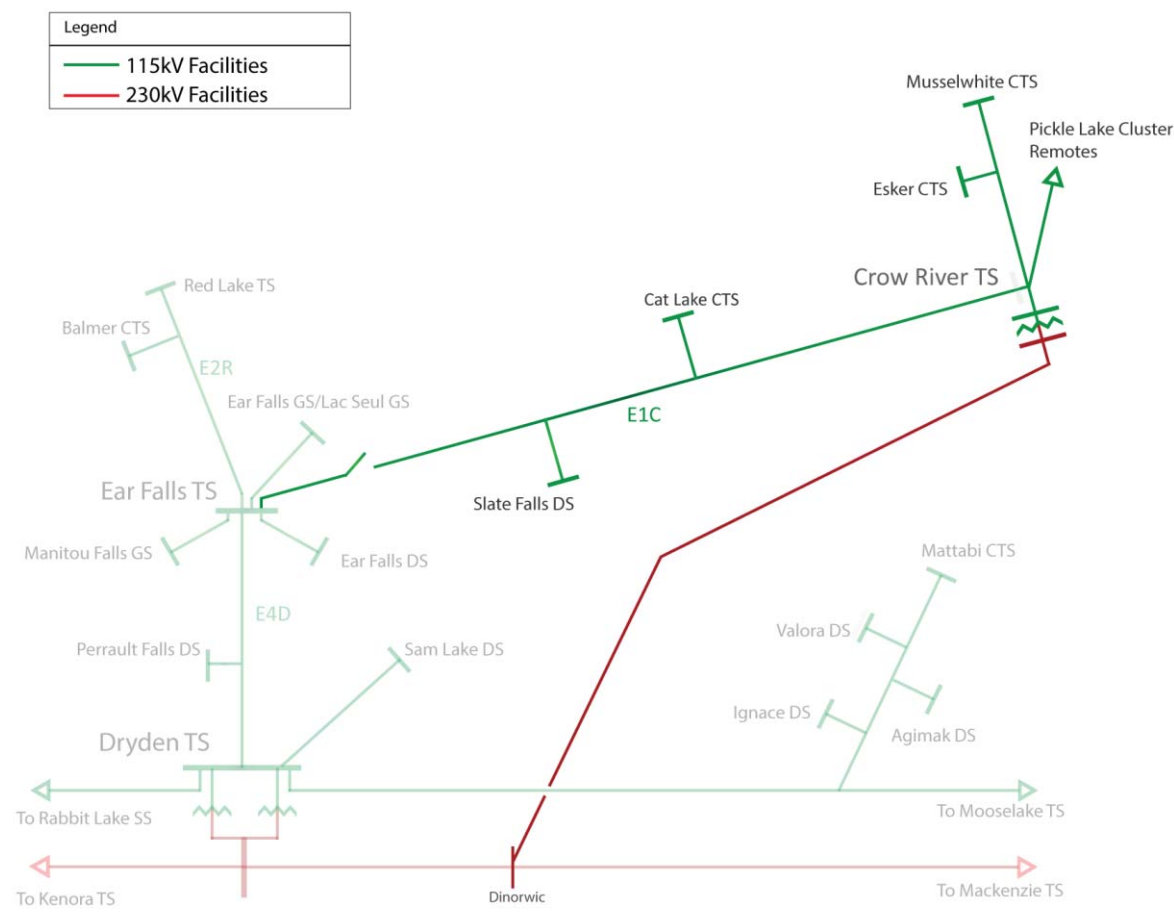 Legend
115kV Facilities
230kV Facilities
Musselwhite CTS
Pickle Lake Cluster
Remotes
Esker CTS
Crow River TS
Red Lake TS
Cat Lake CTS
Balmer CTS
E2R
Ear Falls GS/Lac Seul GS
E1C
Ear Falls TS
Slate Falls DS
Manitou Falls GS
Ear Falls DS
Mattabi CTS
E4D
Valora DS
Perrault Falls DS
Sam Lake DS
Ignace DS
Agimak DS
Dryden TS
To Rabbit Lake SS
To Mooselake TS
To Kenora TS
Dinorwic
To Mackenzie TS